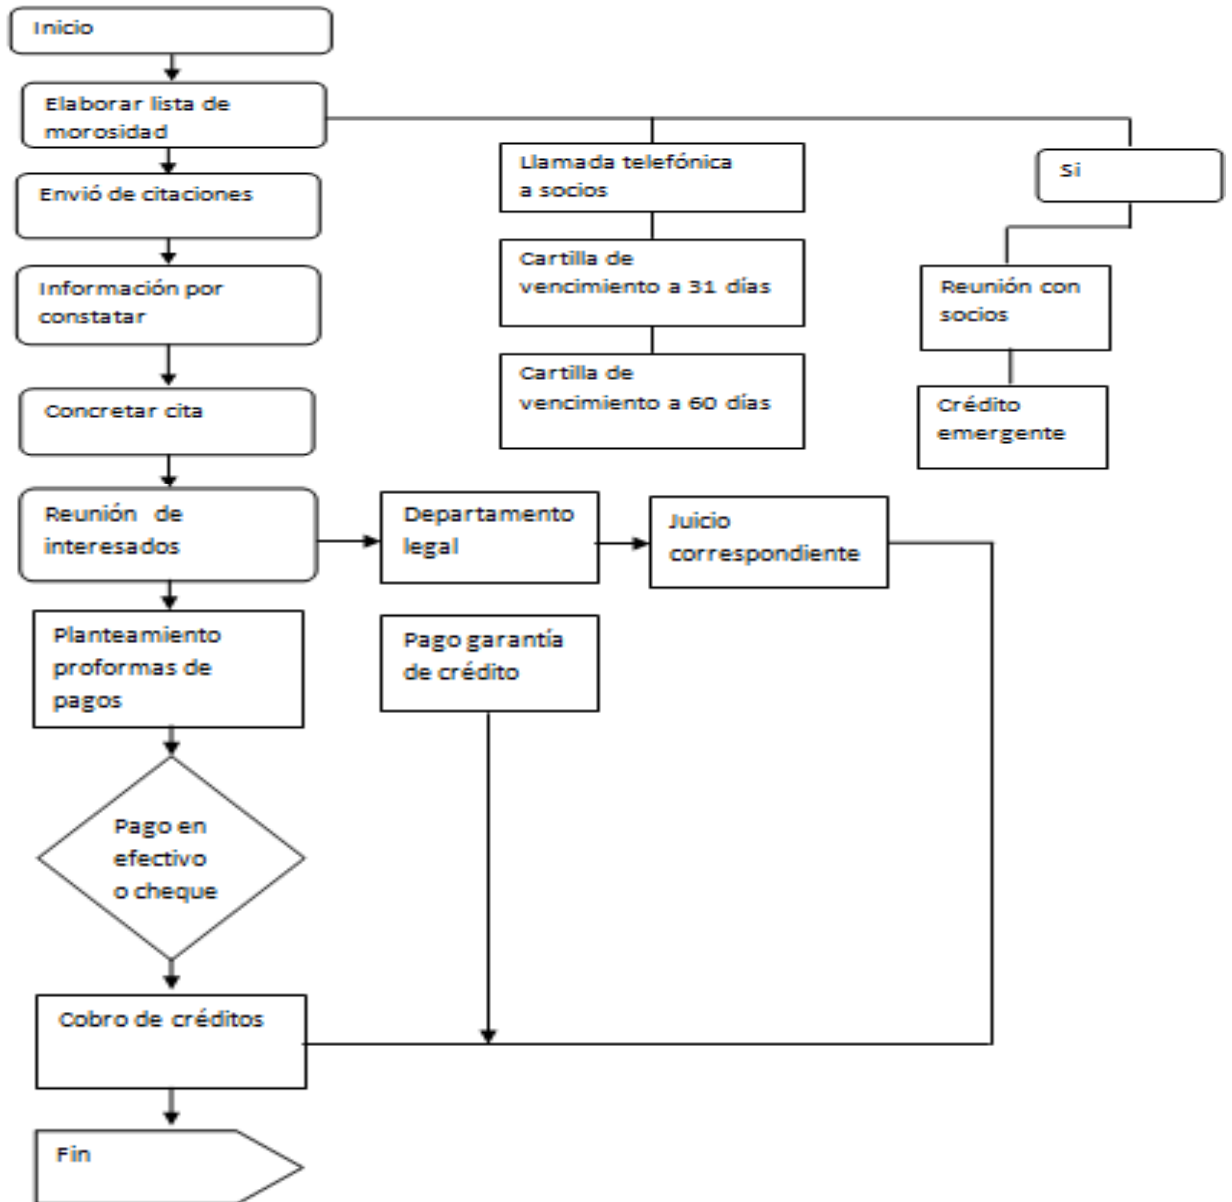 Inicio
Elaborar lista de
morosidad
Envió de citaciones
Información por
constatar
Concretar cita
Reunión de
interesados
Planteamiento
proformas de
pagos
Pago en
efectivo
o cheque
Cobro de créditos
Fin
Llamada telefónica
a socios
Cartilla de
vencimiento a 31 días
Cartilla de
vencimiento a 60 días
Si
Reunión con
socios
Crédito
emergente
Departamento
legal
Juicio
correspondiente
Pago garantía
de crédito